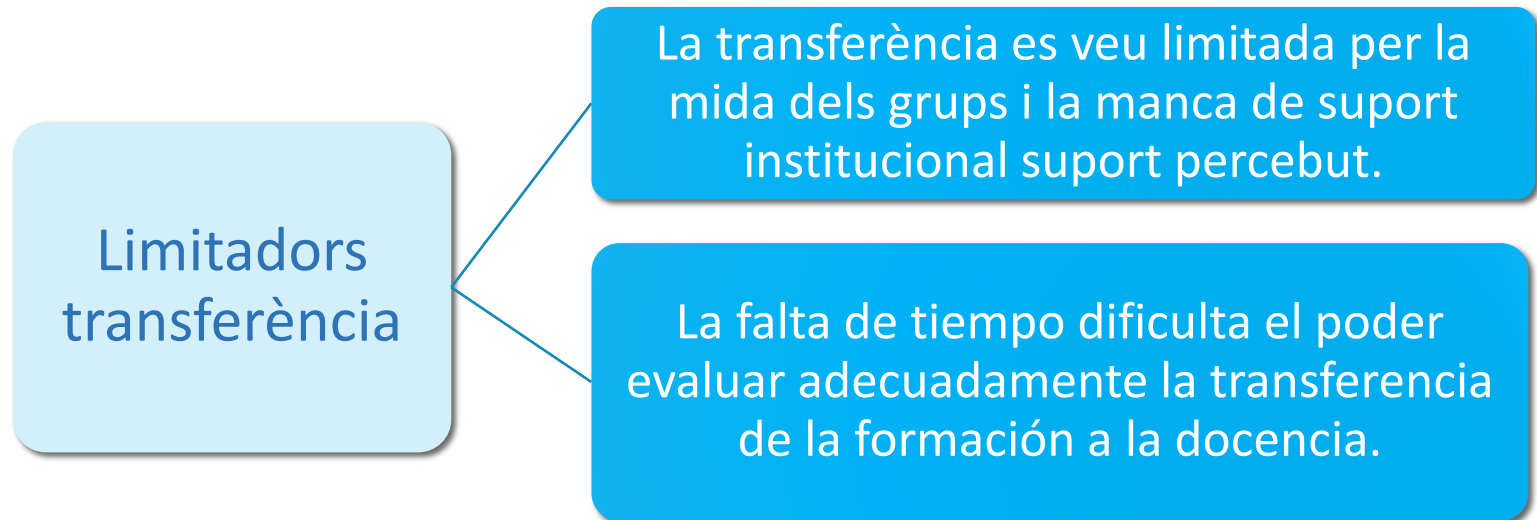 Limitadors
transferència
La transferència es veu limitada per la
mida dels grups i la manca de suport
institucional suport percebut.
La falta de tiempo dificulta el poder
evaluar adecuadamente la transferencia
de la formación a la docencia.